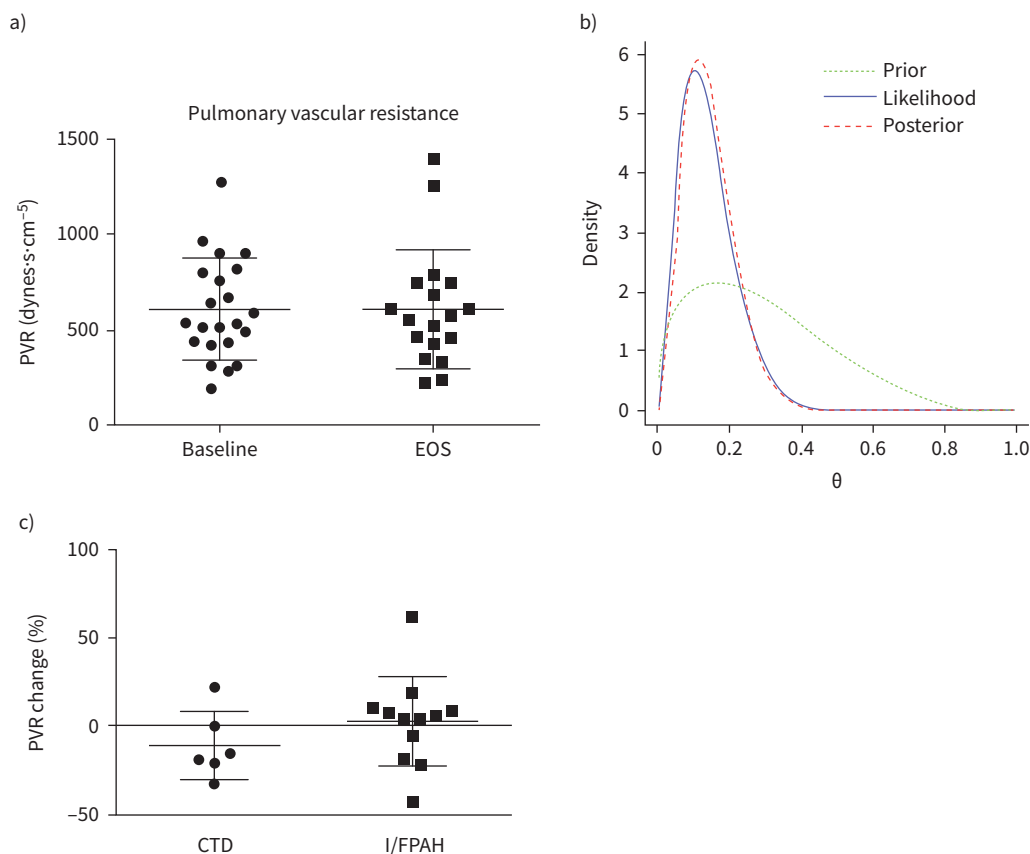 a)
Pulmonary vascular resistance
PVR (dynes·s·cm⁻⁵)
1500
1000
500
0
Baseline
EOS
b)
Density
6
5
4
3
2
1
0
Prior
Likelihood
Posterior
0
0.2
0.4
0.6
0.8
1.0
θ
c)
PVR change (%)
100
50
0
–50
CTD
I/FPAH